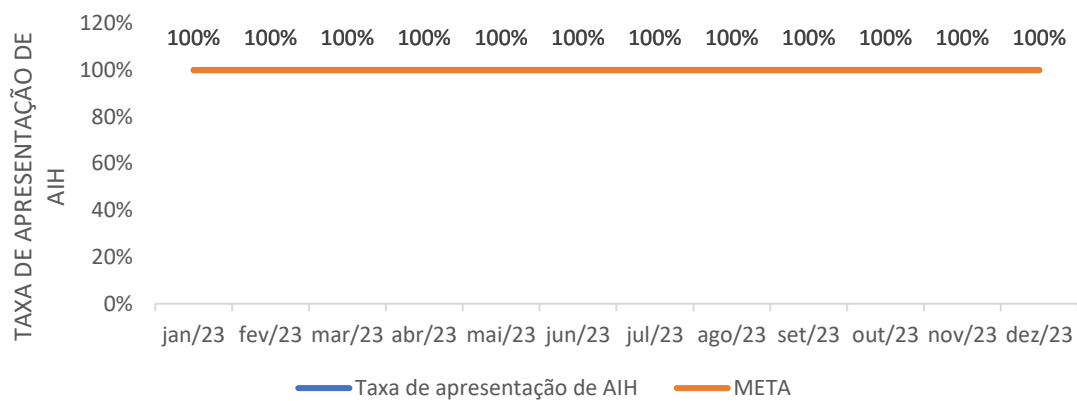 TAXA DE APRESENTAÇÃO DE
AIH
120%
100%
80%
60%
40%
20%
0%
100% 100% 100% 100% 100% 100% 100% 100% 100% 100% 100% 100%
jan/23 fev/23 mar/23 abr/23 mai/23 jun/23 jul/23 ago/23 set/23 out/23 nov/23 dez/23
Taxa de apresentação de AIH META